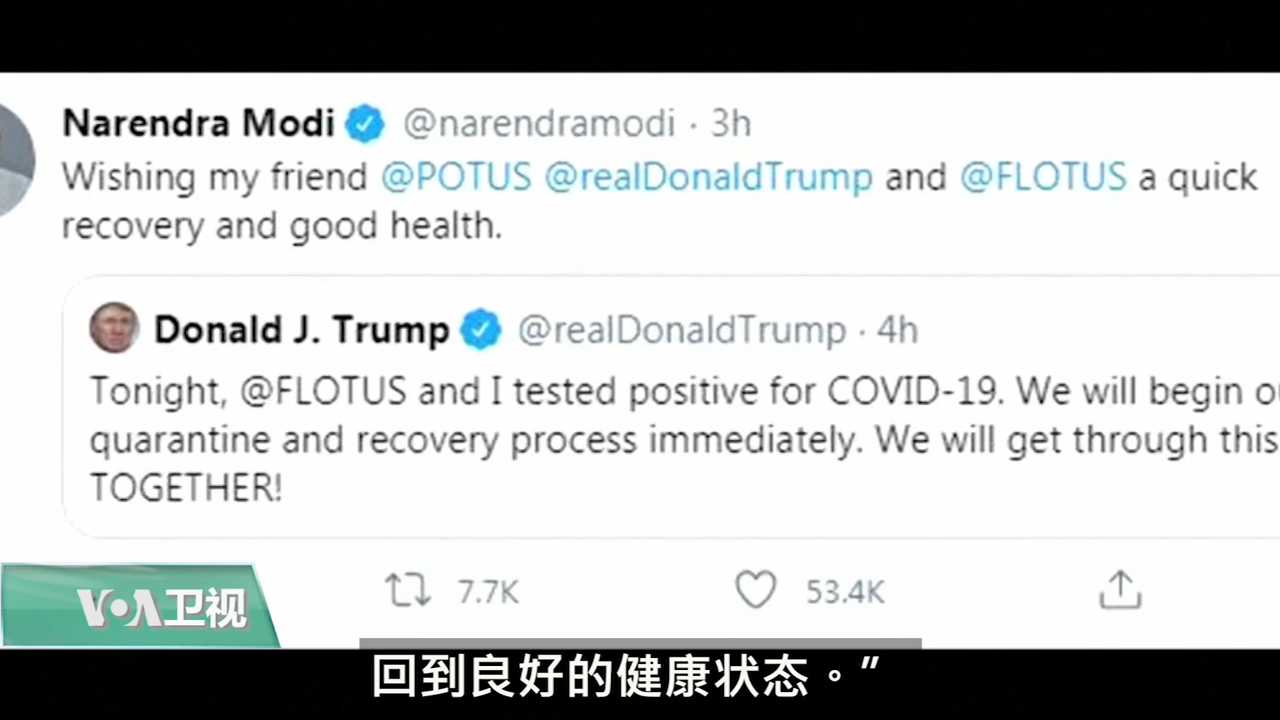 Narendra Modi @narendramodi · 3h
Wishing my friend @POTUS @realDonaldTrump and @FLOTUS a quick
recovery and good health.
Donald J. Trump @realDonaldTrump · 4h
Tonight, @FLOTUS and I tested positive for COVID-19. We will begin
quarantine and recovery process immediately. We will get through this
TOGETHER!
7.7K 53.4K
VOA卫视
回到良好的健康状态。”